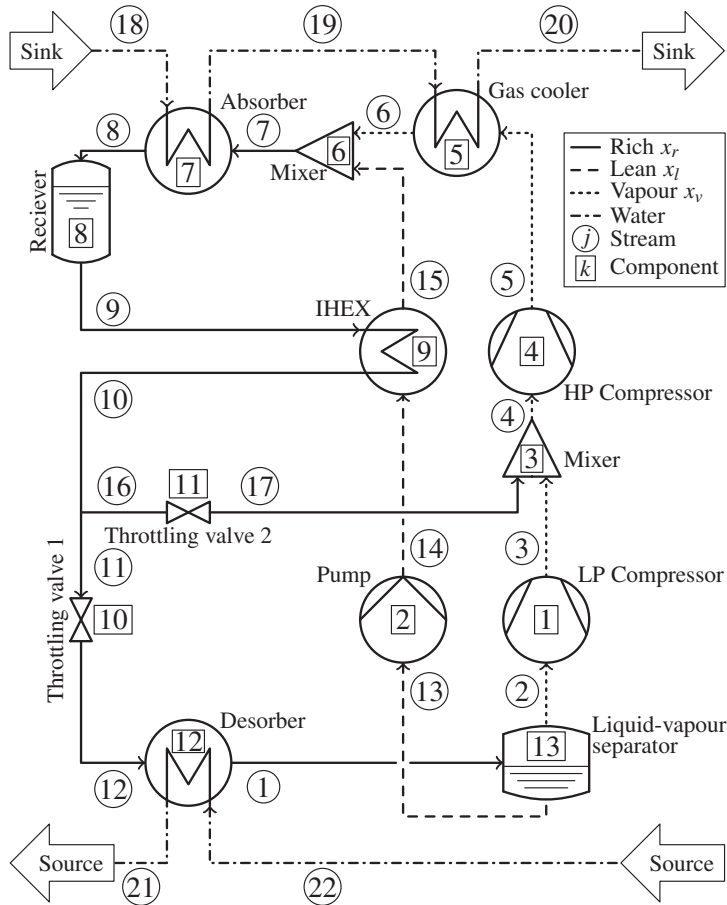 18
19
20
Sink
Sink
Absorber
Gas cooler
8
7
6
6
5
7
Mixer
Rich x_r
Lean x_l
Vapour x_v
Water
j Stream
k Component
Reciever
8
9
IHEX
15
5
9
4
10
4
HP Compressor
3
Mixer
16
11
17
Throttling valve 2
11
14
3
Throttling valve 1
10
Pump
LP Compressor
2
1
13
2
Desorber
Liquid-vapour
separator
12
13
12
1
Source
21
22
Source